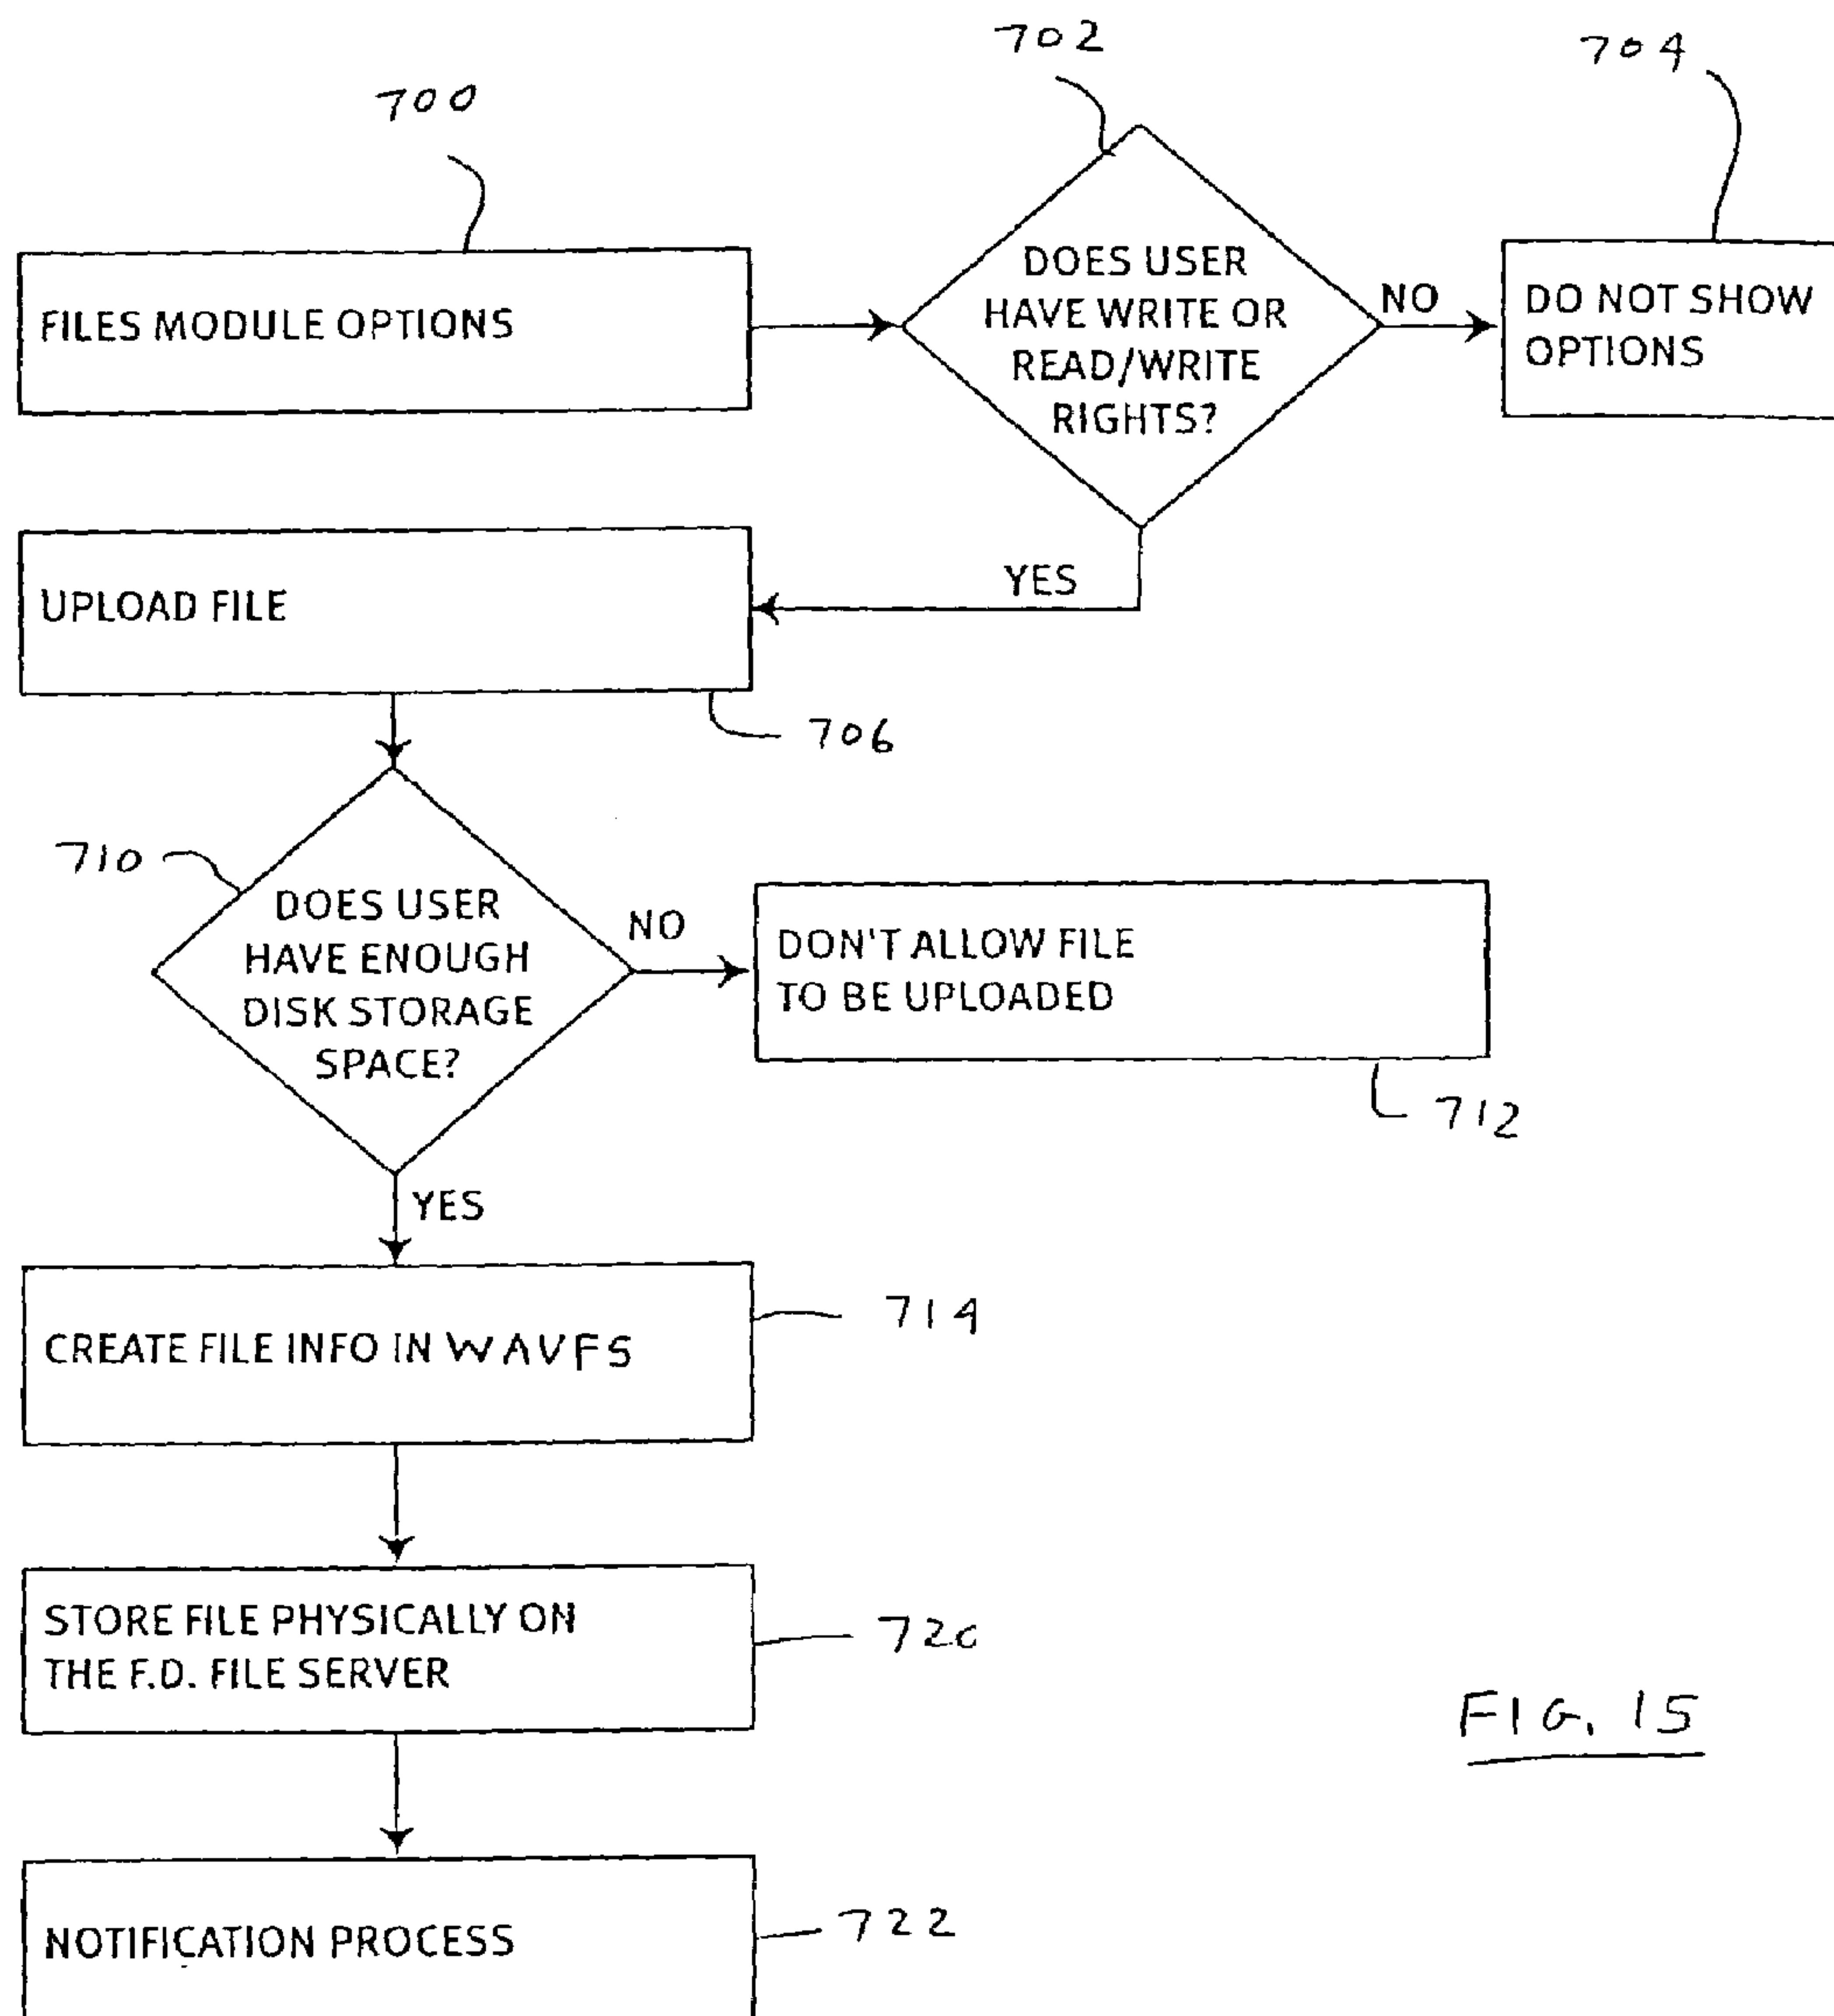 700
702
704
FILES MODULE OPTIONS
DOES USER
HAVE WRITE OR
READ/WRITE
RIGHTS?
NO
DO NOT SHOW
OPTIONS
YES
UPLOAD FILE
706
710
DOES USER
HAVE ENOUGH
DISK STORAGE
SPACE?
NO
DON'T ALLOW FILE
TO BE UPLOADED
712
YES
CREATE FILE INFO IN WAVFS
714
STORE FILE PHYSICALLY ON
THE F.D. FILE SERVER
720
FIG. 15
NOTIFICATION PROCESS
722